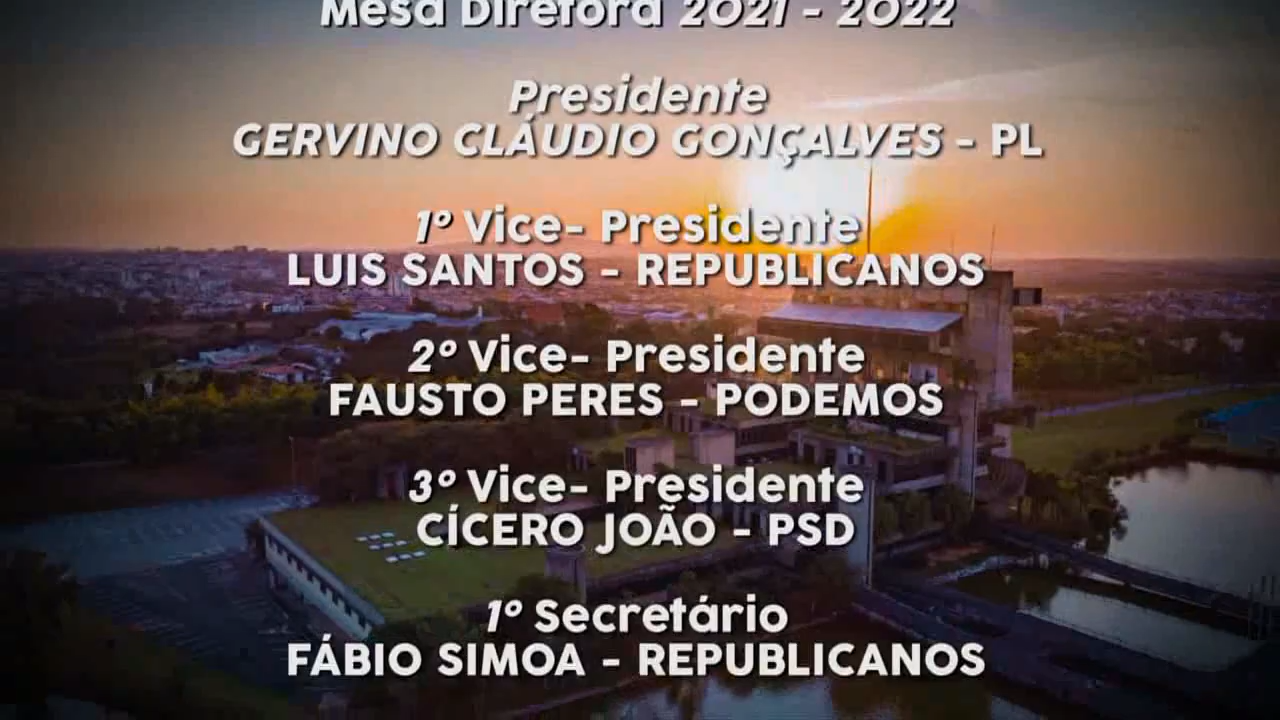 Mesa Diretora 2021 - 2022
Presidente
GERVINO CLÁUDIO GONÇALVES - PL
1º Vice- Presidente
LUIS SANTOS - REPUBLICANOS
2º Vice- Presidente
FAUSTO PERES - PODEMOS
3º Vice- Presidente
CÍCERO JOÃO - PSD
1º Secretário
FÁBIO SIMOA - REPUBLICANOS